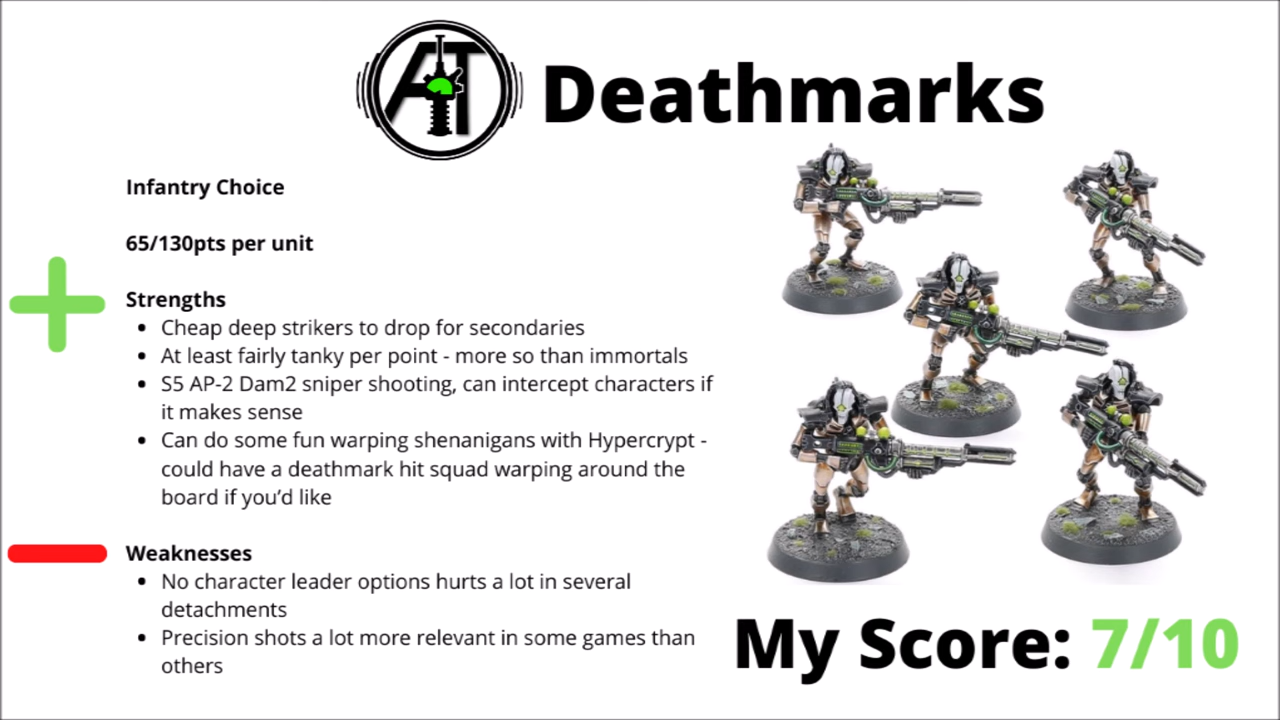 AT
Deathmarks
Infantry Choice
65/130pts per unit
Strengths
• Cheap deep strikers to drop for secondaries
• At least fairly tanky per point - more so than immortals
• S5 AP-2 Dam2 sniper shooting, can intercept characters if
it makes sense
• Can do some fun warping shenanigans with Hypercrypt -
could have a deathmark hit squad warping around the
board if you’d like
Weaknesses
• No character leader options hurts a lot in several
detachments
• Precision shots a lot more relevant in some games than
others
My Score: 7/10